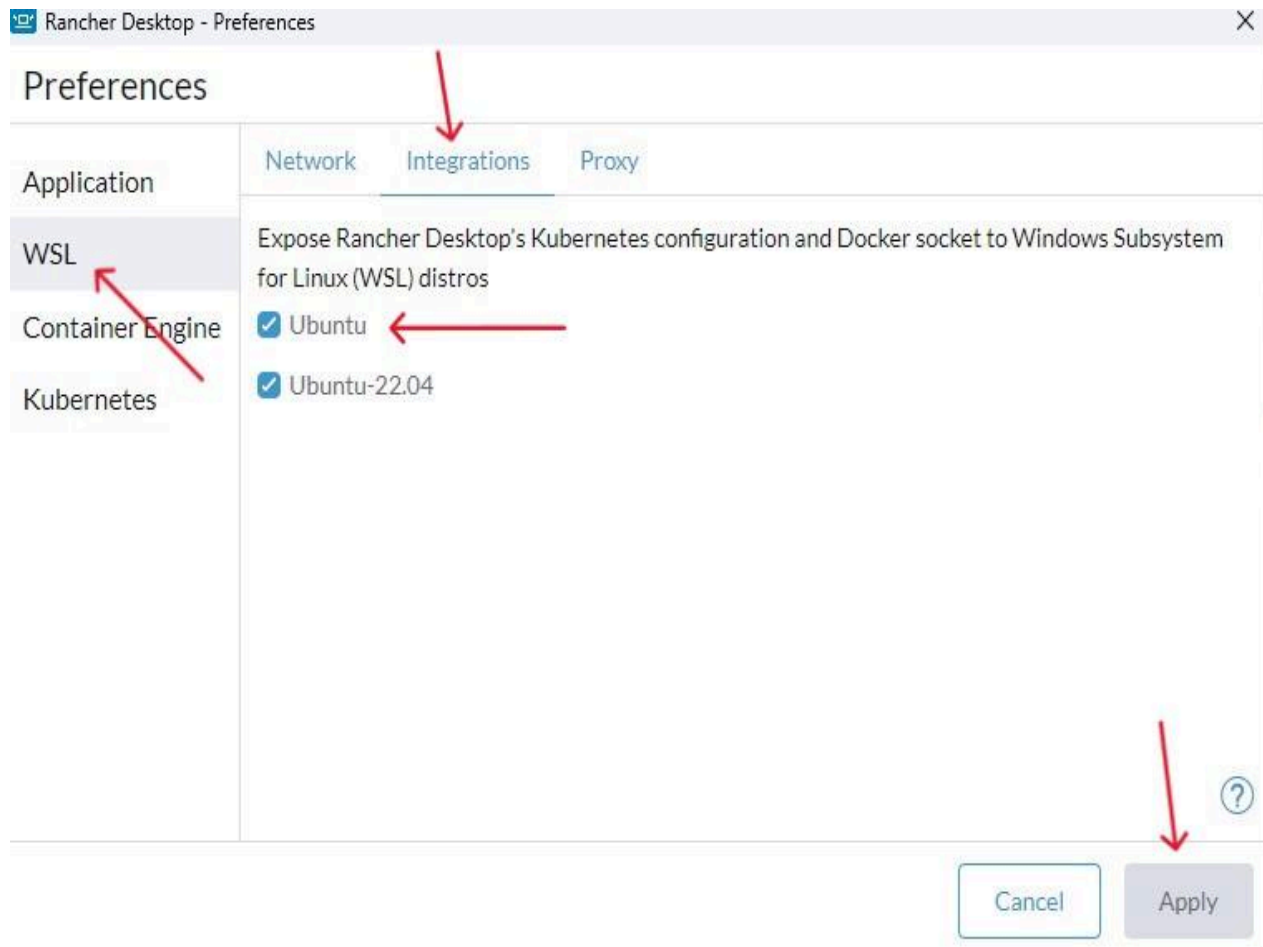 Rancher Desktop - Preferences
X
Preferences
Application
WSL
Container Engine
Kubernetes
Network Integrations Proxy
Expose Rancher Desktop's Kubernetes configuration and Docker socket to Windows Subsystem
for Linux (WSL) distros
Ubuntu
Ubuntu-22.04
?
Cancel Apply